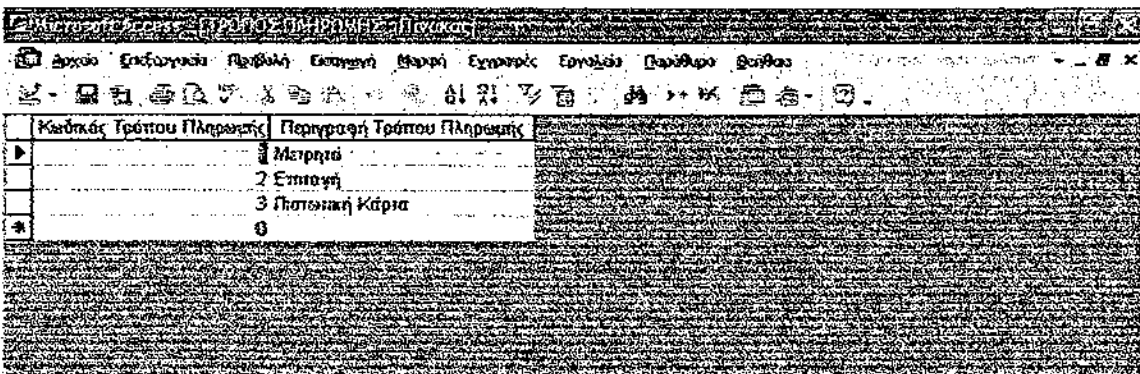 Microsoft Access - [ΤΡΟΠΟΣ ΠΛΗΡΩΜΗΣ : Πίνακας]
Αρχείο Επεξεργασία Προβολή Εισαγωγή Μορφή Εγγραφές Εργαλεία Παράθυρο Βοήθεια
Κωδικός Τρόπου Πληρωμής Περιγραφή Τρόπου Πληρωμής
1 Μετρητά
2 Επιταγή
3 Πιστωτική Κάρτα
0